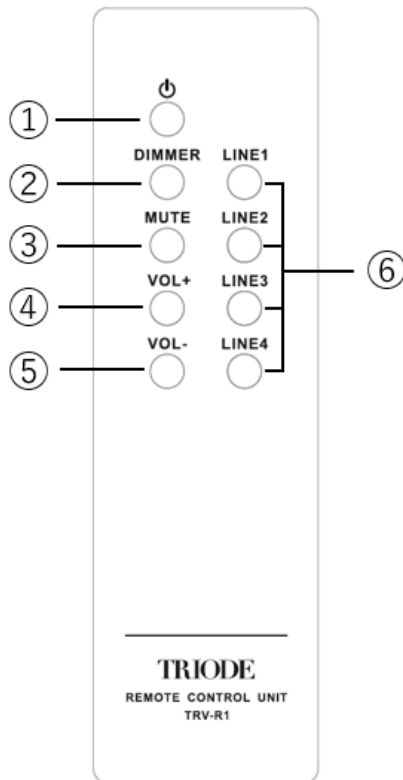 ①
DIMMER LINE1
②
MUTE LINE2
③
VOL+ LINE3 ⑥
④
VOL- LINE4
⑤
TRIODE
REMOTE CONTROL UNIT
TRV-R1